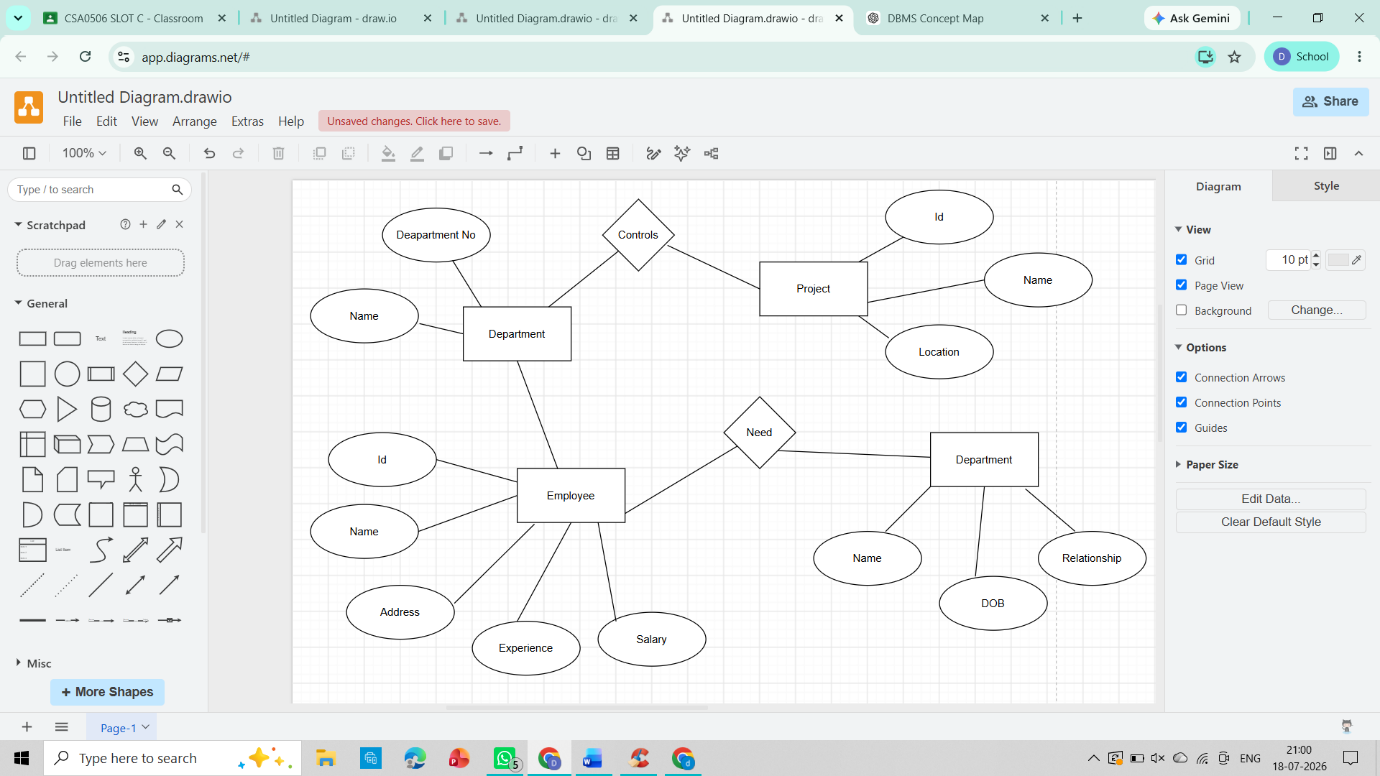 CSA0506 SLOT C - Classroom
Untitled Diagram - draw.io
Untitled Diagram.drawio - dra
Untitled Diagram.drawio - dra
DBMS Concept Map
Ask Gemini
app.diagrams.net/#
School
D
Untitled Diagram.drawio
File Edit View Arrange Extras Help
Unsaved changes. Click here to save.
Share
100%
Type / to search
Scratchpad
Drag elements here
General
Text
Heading
Misc
+ More Shapes
Deapartment No
Controls
Id
Name
Project
Name
Department
Location
Need
Id
Department
Employee
Name
Name
Relationship
DOB
Address
Salary
Experience
Diagram
Style
View
Grid
10 pt
Page View
Background
Change...
Options
Connection Arrows
Connection Points
Guides
Paper Size
Edit Data...
Clear Default Style
Page-1
Type here to search
5
ENG
21:00
18-07-2026